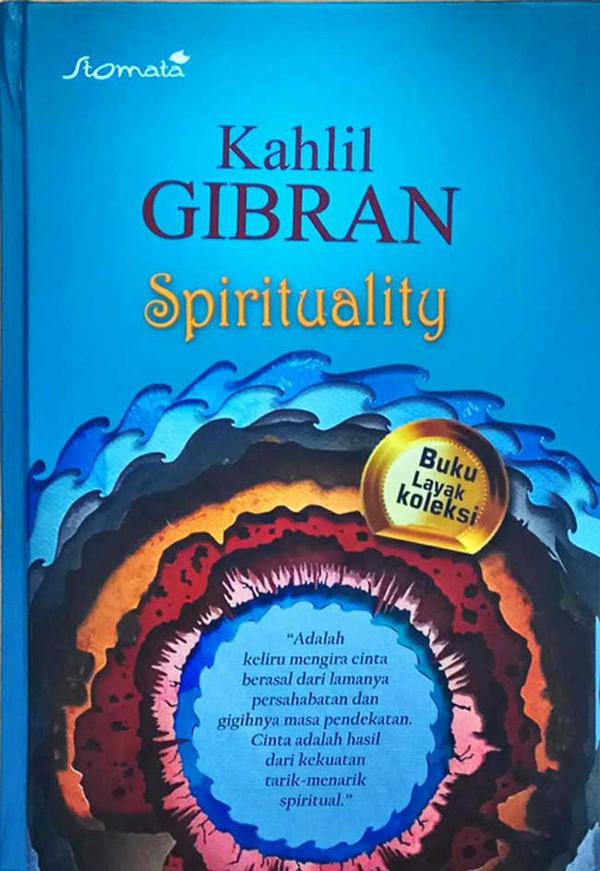 Stomata
Kahlil
GIBRAN
Spirituality
Buku
Layak
koleksi
“Adalah
keliru mengira cinta
berasal dari lamanya
persahabatan dan
gigihnya masa pendekatan.
Cinta adalah hasil
dari kekuatan
tarik-menarik
spiritual.”